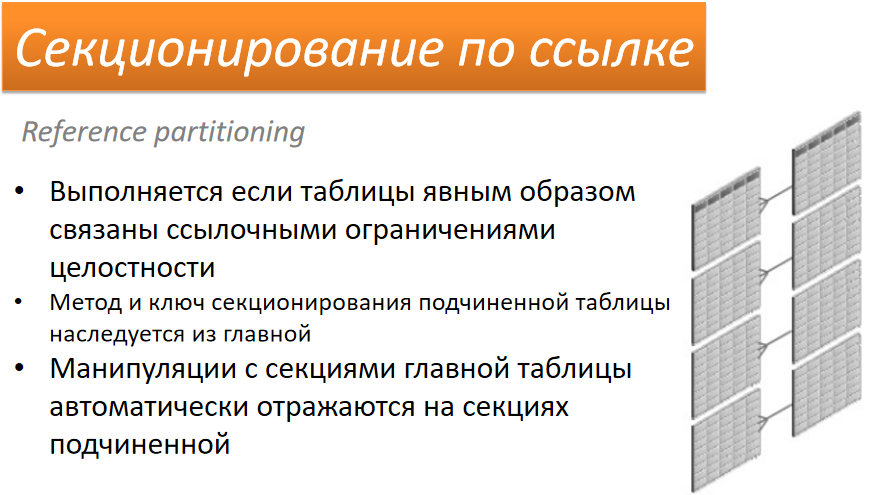 Секционирование по ссылке
Reference partitioning
• Выполняется если таблицы явным образом
связаны ссылочными ограничениями
целостности
• Метод и ключ секционирования подчиненной таблицы
наследуется из главной
• Манипуляции с секциями главной таблицы
автоматически отражаются на секциях
подчиненной